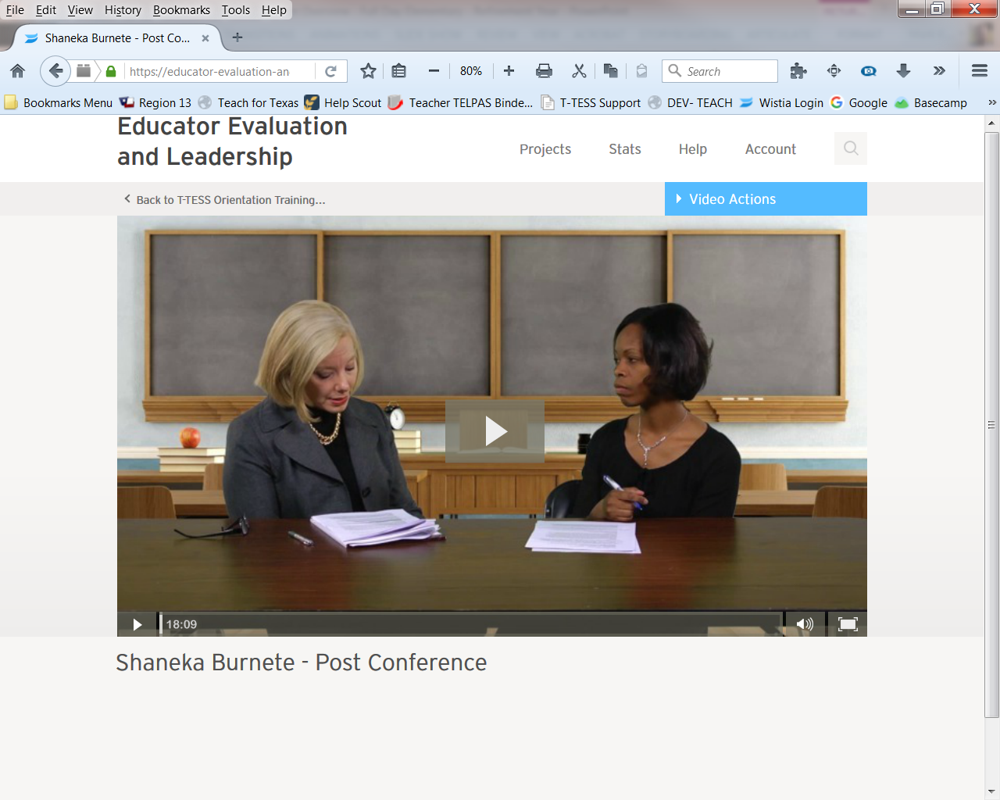 File Edit View History Bookmarks Tools Help
Shaneka Burnete - Post Co...
https://educator-evaluation-an
80%
Search
Bookmarks Menu Region 13 Teach for Texas Help Scout Teacher TELPAS Binde... T-TESS Support DEV- TEACH Wistia Login Google Basecamp
Educator Evaluation
and Leadership
Projects Stats Help Account
Back to T-TESS Orientation Training...
Video Actions
18:09
Shaneka Burnete - Post Conference